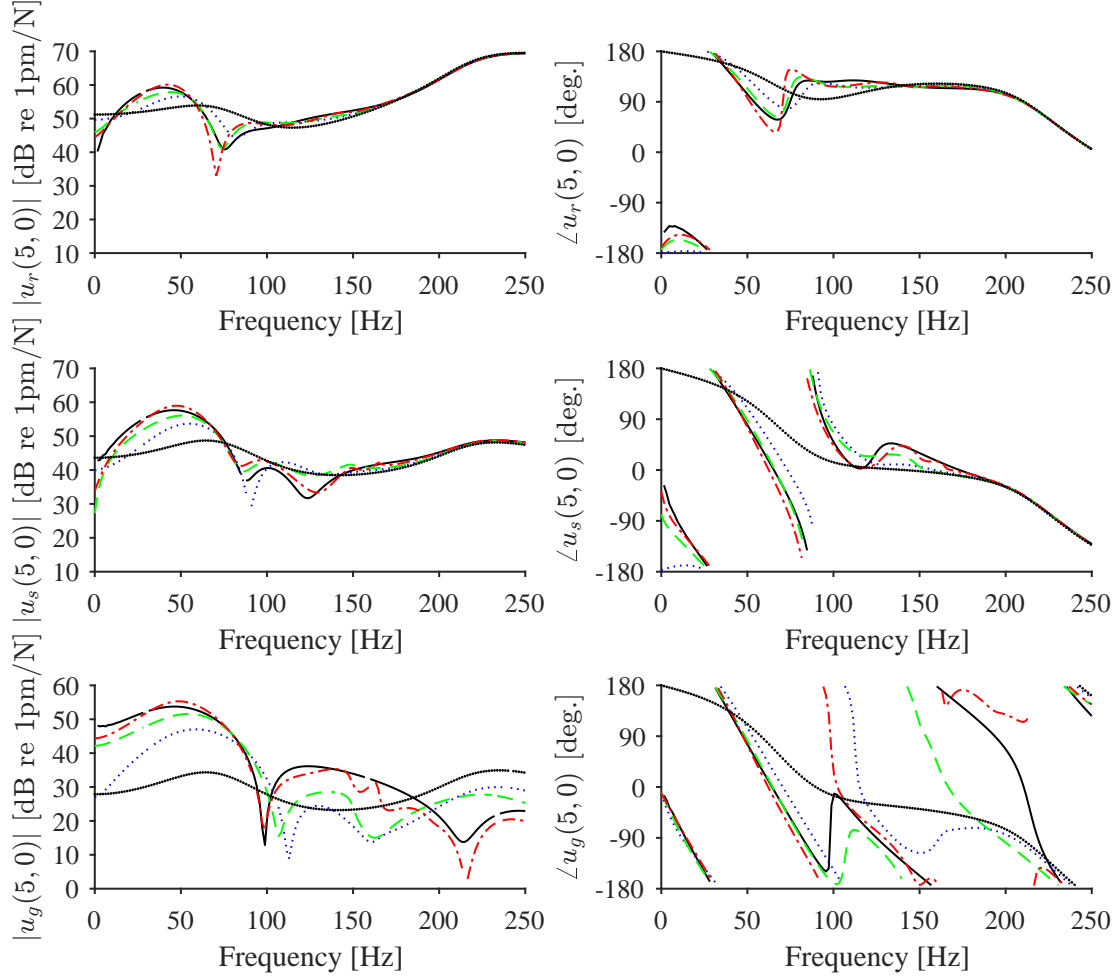 |u_r(5, 0)| [dB re 1pm/N]
70
60
50
40
30
20
10
0 50 100 150 200 250
Frequency [Hz]
∠u_r(5, 0) [deg.]
180
90
0
-90
-180
0 50 100 150 200 250
Frequency [Hz]
|u_s(5, 0)| [dB re 1pm/N]
70
60
50
40
30
20
10
0 50 100 150 200 250
Frequency [Hz]
∠u_s(5, 0) [deg.]
180
90
0
-90
-180
0 50 100 150 200 250
Frequency [Hz]
|u_g(5, 0)| [dB re 1pm/N]
60
50
40
30
20
10
0
0 50 100 150 200 250
Frequency [Hz]
∠u_g(5, 0) [deg.]
180
90
0
-90
-180
0 50 100 150 200 250
Frequency [Hz]